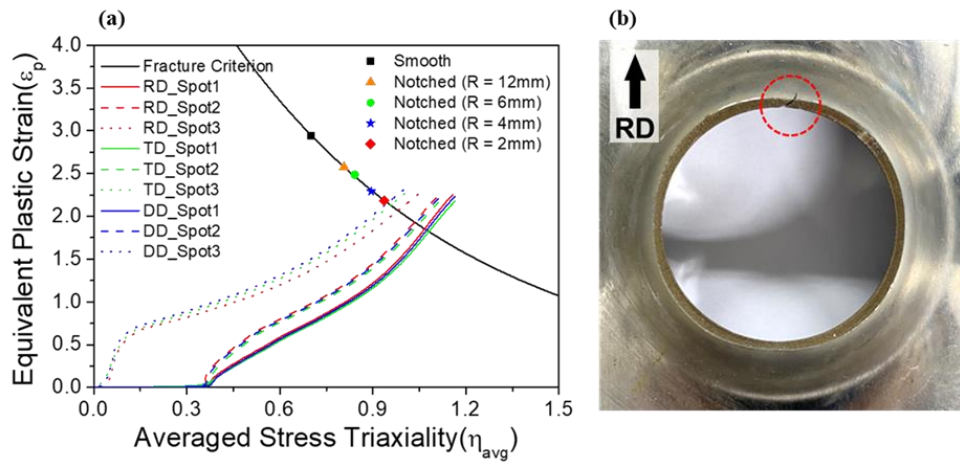 (a)
4.0
3.5
3.0
2.5
2.0
1.5
1.0
0.5
0.0
0.0 0.3 0.6 0.9 1.2 1.5
Equivalent Plastic Strain(ε_p)
Averaged Stress Triaxiality(η_avg)
Fracture Criterion
RD_Spot1
RD_Spot2
RD_Spot3
TD_Spot1
TD_Spot2
TD_Spot3
DD_Spot1
DD_Spot2
DD_Spot3
Smooth
Notched (R = 12mm)
Notched (R = 6mm)
Notched (R = 4mm)
Notched (R = 2mm)
(b)
RD